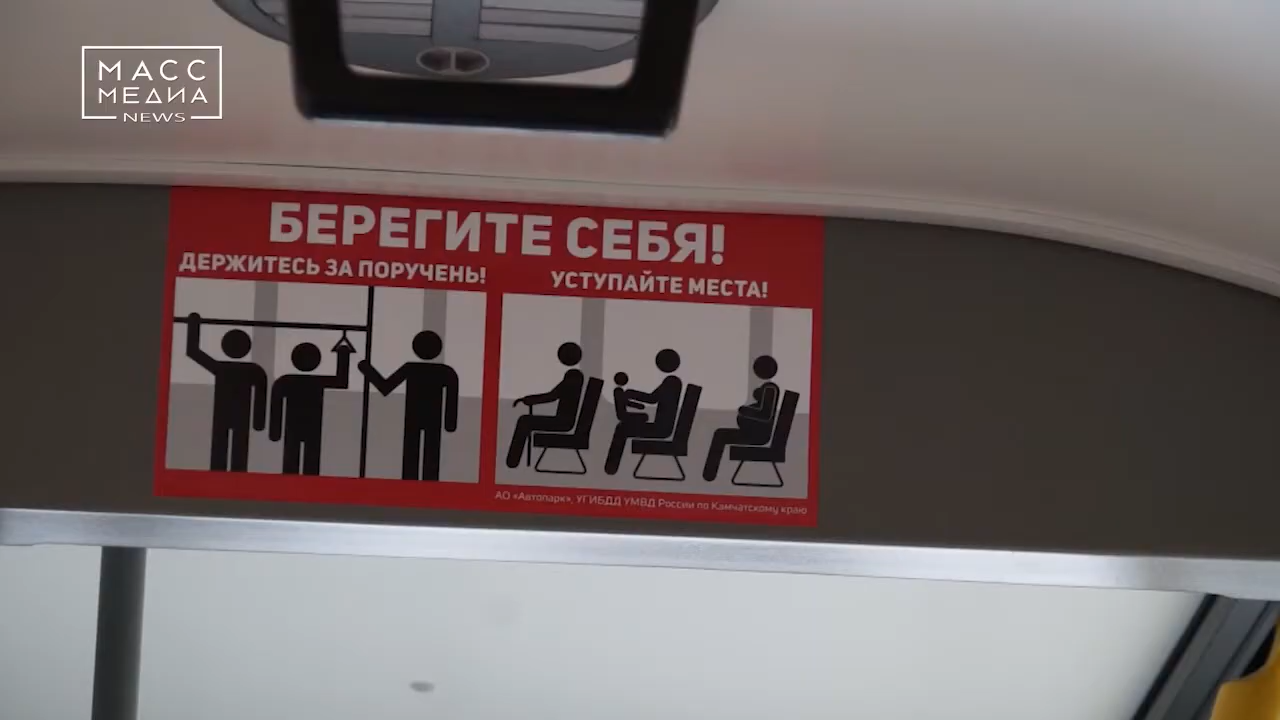 МАСС
МЕДИА
NEWS
БЕРЕГИТЕ СЕБЯ!
ДЕРЖИТЕСЬ ЗА ПОРУЧЕНЬ!
УСТУПАЙТЕ МЕСТА!
АО «Автопарк», УГИБДД УМВД России по Камчатскому краю